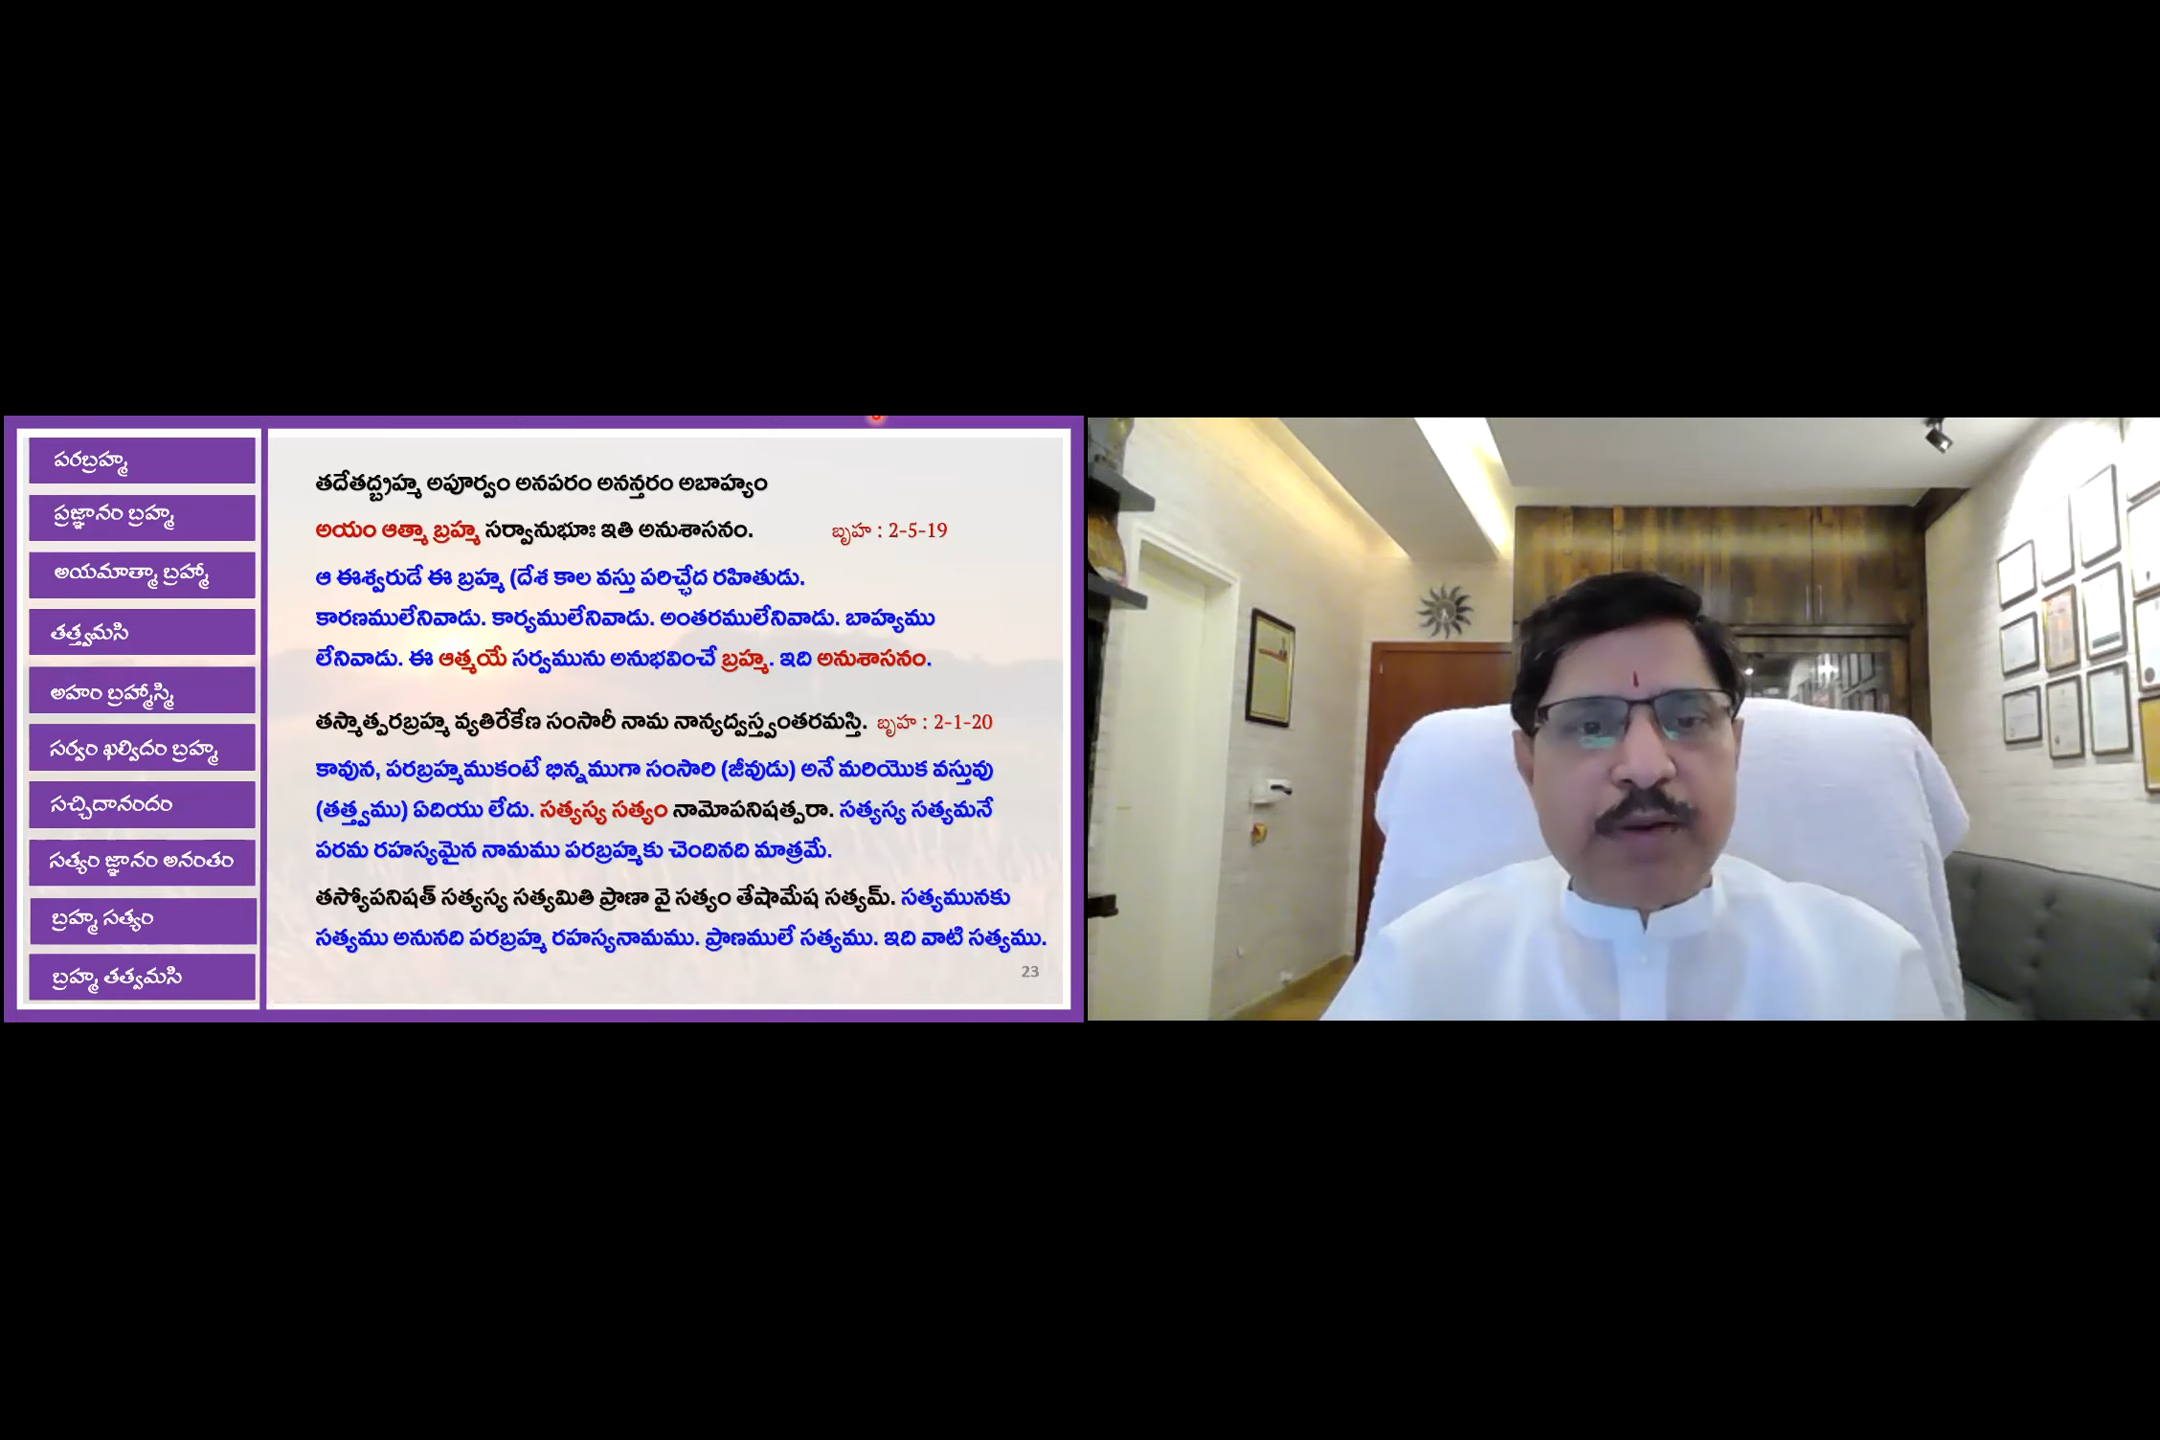 పరబ్రహ్మ
ప్రజ్ఞానం బ్రహ్మ
అయమాత్మా బ్రహ్మా
తత్త్వమసి
అహం బ్రహ్మాస్మి
సర్వం ఖల్విదం బ్రహ్మ
సచ్చిదానందం
సత్యం జ్ఞానం అనంతం
బ్రహ్మ సత్యం
బ్రహ్మ తత్వమసి
తదేతద్బ్రహ్మ అపూర్వం అనపరం అనన్తరం అబాహ్యం
అయం ఆత్మా బ్రహ్మ సర్వానుభూః ఇతి అనుశాసనం. బృహ : 2-5-19
ఆ ఈశ్వరుడే ఈ బ్రహ్మ (దేశ కాల వస్తు పరిచ్ఛేద రహితుడు.
కారణములేనివాడు. కార్యములేనివాడు. అంతరములేనివాడు. బాహ్యము
లేనివాడు. ఈ ఆత్మయే సర్వమును అనుభవించే బ్రహ్మ. ఇది అనుశాసనం.
తస్మాత్పరబ్రహ్మ వ్యతిరేకేణ సంసారీ నామ నాన్యద్వస్త్వంతరమస్తి. బృహ : 2-1-20
కావున, పరబ్రహ్మముకంటే భిన్నముగా సంసారి (జీవుడు) అనే మరియొక వస్తువు
(తత్త్వము) ఏదియు లేదు. సత్యస్య సత్యం నామోపనిషత్పరా. సత్యస్య సత్యమనే
పరమ రహస్యమైన నామము పరబ్రహ్మకు చెందినది మాత్రమే.
తస్యోపనిషత్ సత్యస్య సత్యమితి ప్రాణా వై సత్యం తేషామేష సత్యమ్. సత్యమునకు
సత్యము అనునది పరబ్రహ్మ రహస్యనామము. ప్రాణములే సత్యము. ఇది వాటి సత్యము.
23